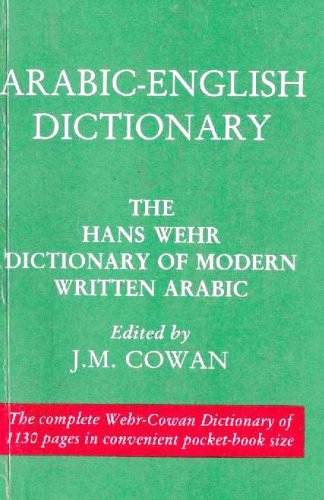 ARABIC-ENGLISH
DICTIONARY
THE
HANS WEHR
DICTIONARY OF MODERN
WRITTEN ARABIC
Edited by
J.M. COWAN
The complete Wehr-Cowan Dictionary of
1130 pages in convenient pocket-book size